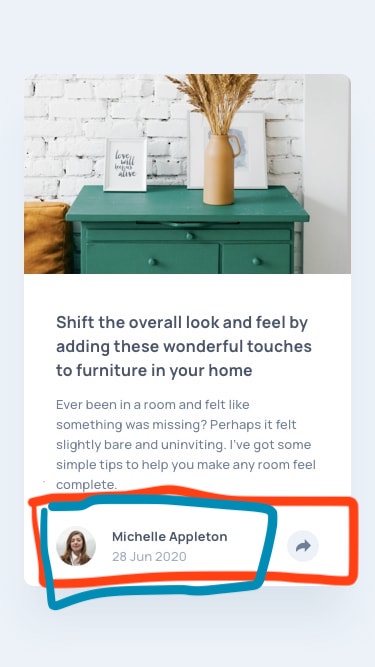 love
will
keep us
alive
Shift the overall look and feel by
adding these wonderful touches
to furniture in your home
Ever been in a room and felt like
something was missing? Perhaps it felt
slightly bare and uninviting. I've got some
simple tips to help you make any room feel
complete.
Michelle Appleton
28 Jun 2020